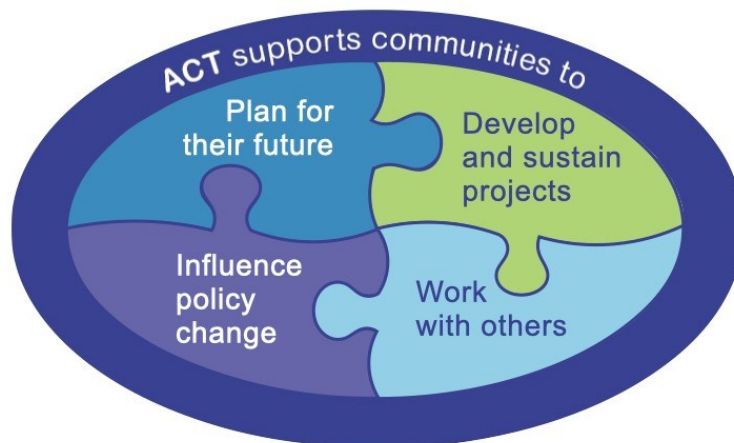 ACT supports communities to
Plan for
their future
Develop
and sustain
projects
Influence
policy
change
Work
with others